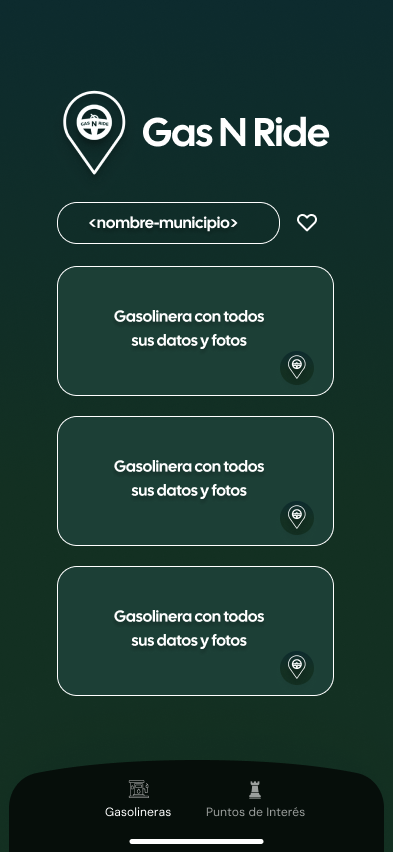 GAS N RIDE
Gas N Ride
<nombre-municipio>
Gasolinera con todos
sus datos y fotos
Gasolinera con todos
sus datos y fotos
Gasolinera con todos
sus datos y fotos
Gasolineras
Puntos de Interés